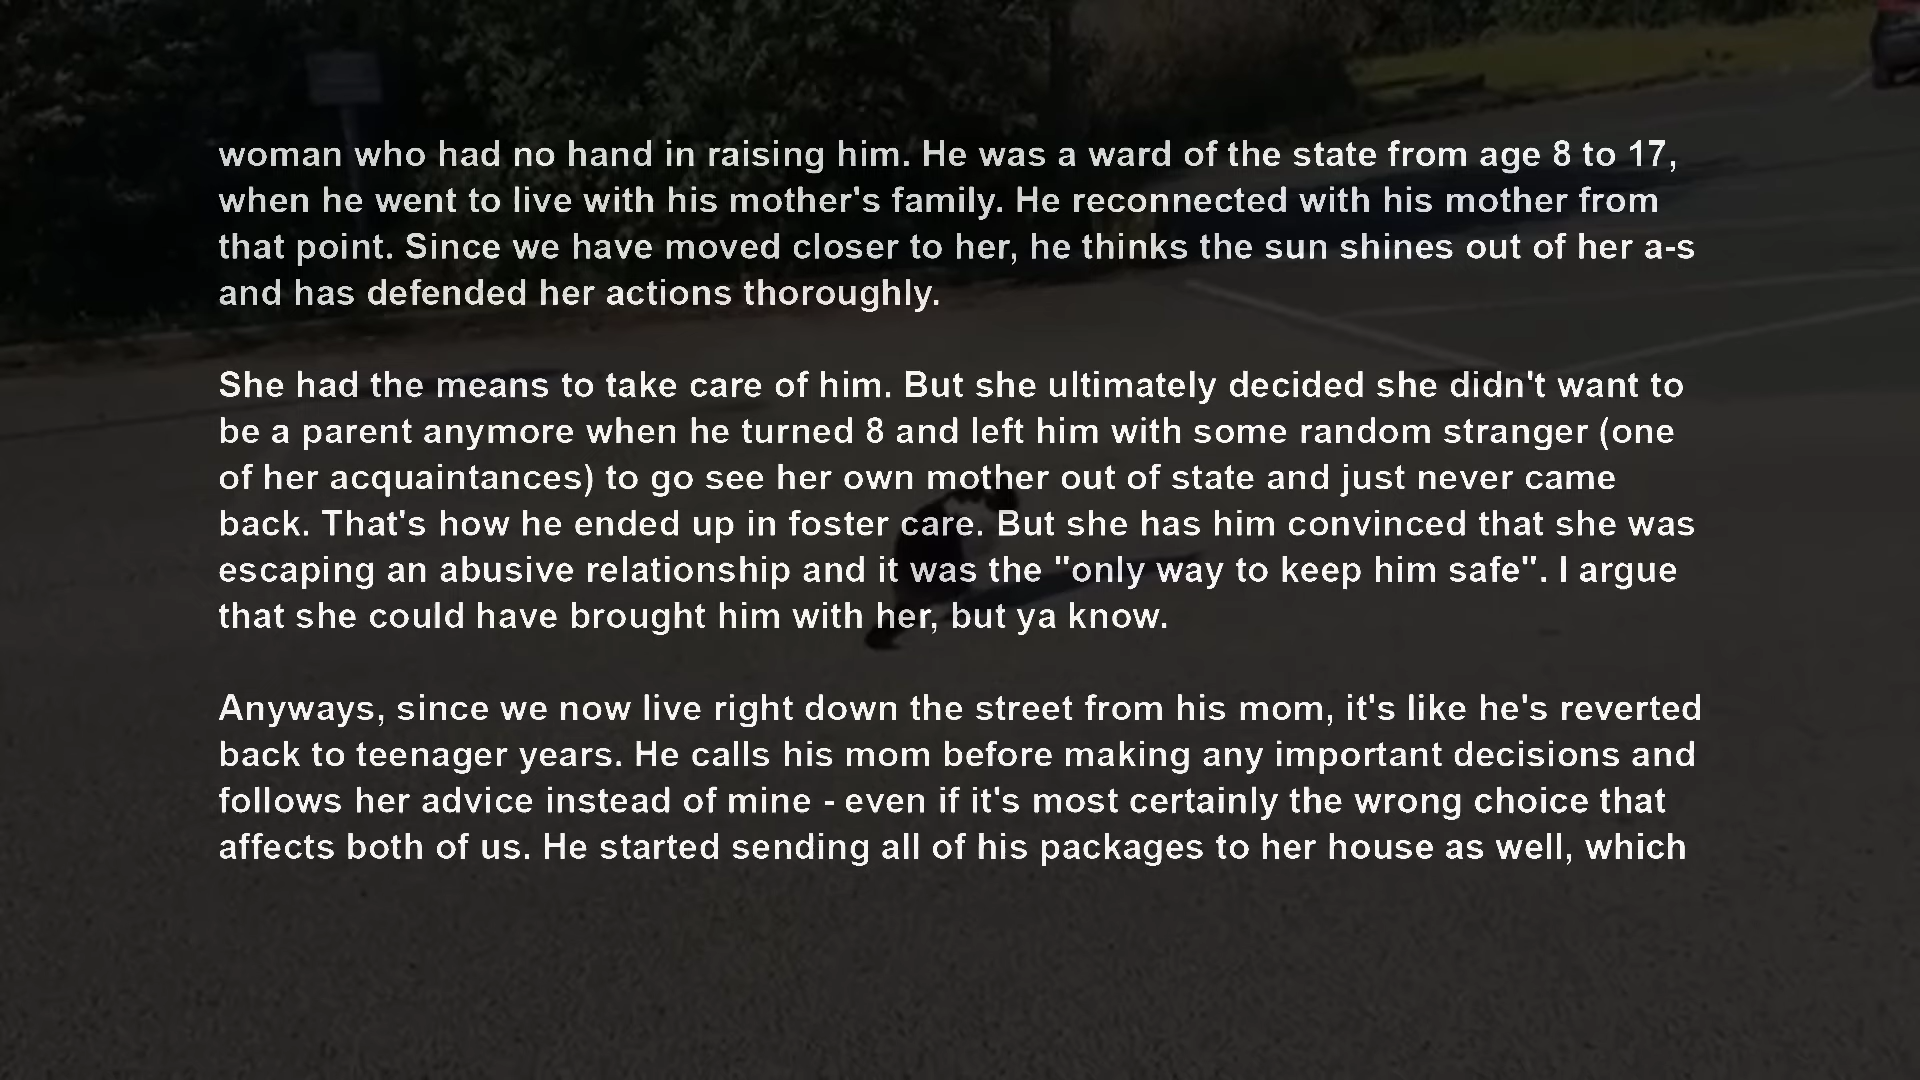 woman who had no hand in raising him. He was a ward of the state from age 8 to 17,
when he went to live with his mother's family. He reconnected with his mother from
that point. Since we have moved closer to her, he thinks the sun shines out of her a-s
and has defended her actions thoroughly.
She had the means to take care of him. But she ultimately decided she didn't want to
be a parent anymore when he turned 8 and left him with some random stranger (one
of her acquaintances) to go see her own mother out of state and just never came
back. That's how he ended up in foster care. But she has him convinced that she was
escaping an abusive relationship and it was the "only way to keep him safe". I argue
that she could have brought him with her, but ya know.
Anyways, since we now live right down the street from his mom, it's like he's reverted
back to teenager years. He calls his mom before making any important decisions and
follows her advice instead of mine - even if it's most certainly the wrong choice that
affects both of us. He started sending all of his packages to her house as well, which